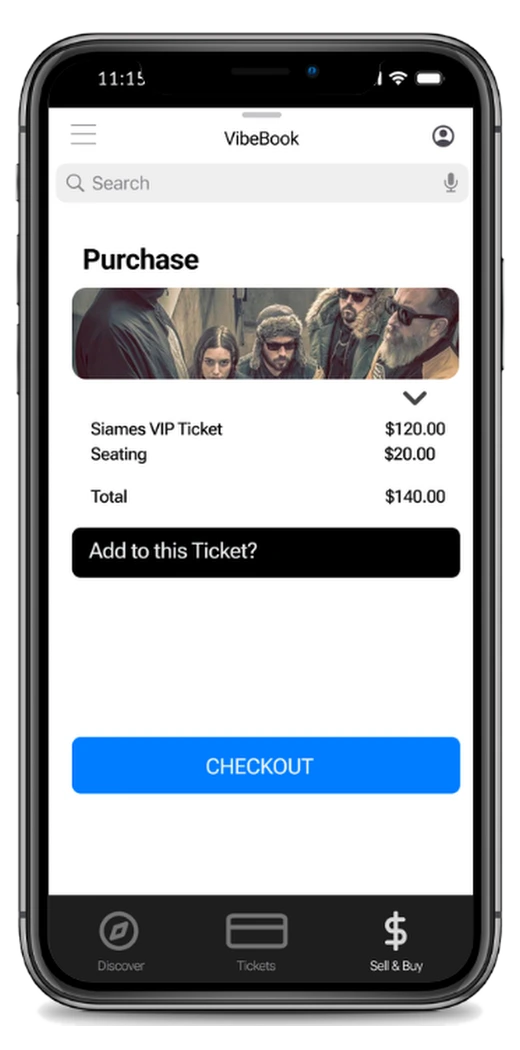 11:15
VibeBook
Search
Purchase
Siames VIP Ticket $120.00
Seating $20.00
Total $140.00
Add to this Ticket?
CHECKOUT
Discover Tickets Sell & Buy